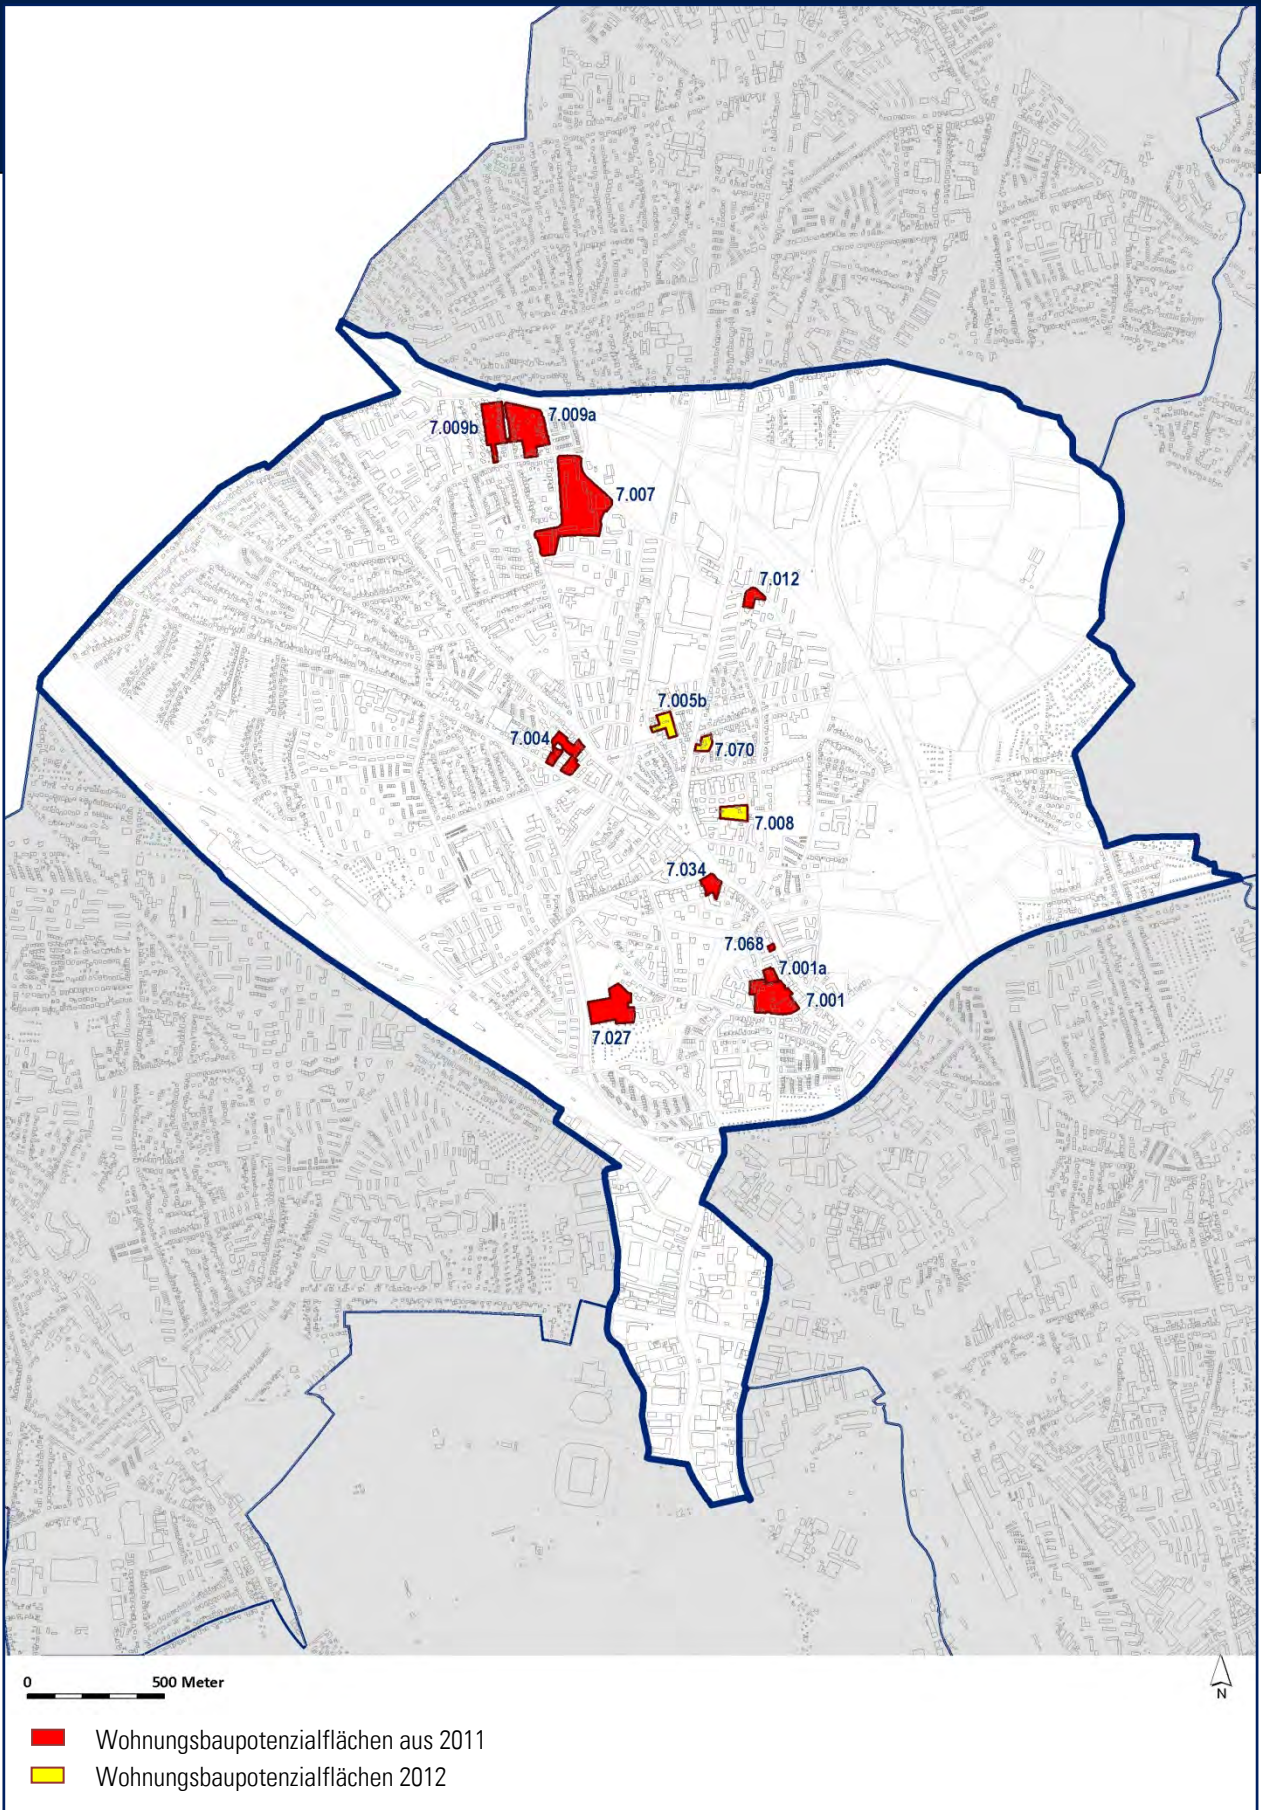 7.009a
7.009b
7.007
7.012
7.005b
7.004
7.070
7.008
7.034
7.068
7.001a
7.001
7.027
0 500 Meter
N
Wohnungsbaupotenzialflächen aus 2011
Wohnungsbaupotenzialflächen 2012